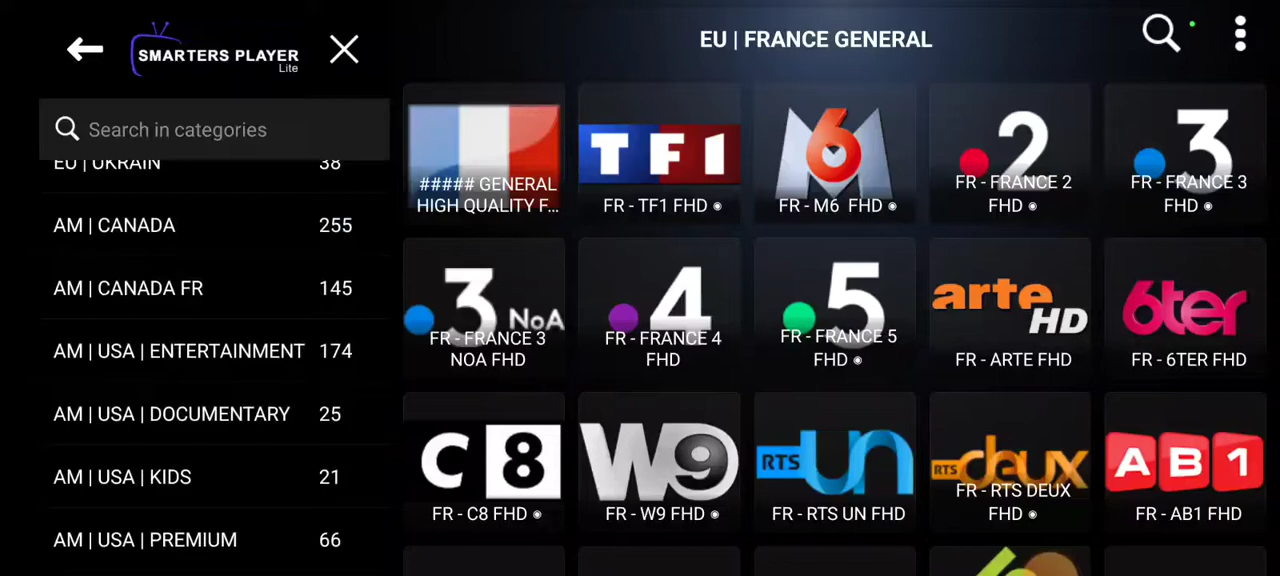 SMARTERS PLAYER
Lite
EU | FRANCE GENERAL
Search in categories
EU | UKRAIN 38
AM | CANADA 255
AM | CANADA FR 145
AM | USA | ENTERTAINMENT 174
AM | USA | DOCUMENTARY 25
AM | USA | KIDS 21
AM | USA | PREMIUM 66
##### GENERAL
HIGH QUALITY F...
TF1
FR - TF1 FHD ◉
M6
FR - M6 FHD ◉
2
FR - FRANCE 2
FHD ◉
3
FR - FRANCE 3
FHD ◉
3 NoA
FR - FRANCE 3
NOA FHD
4
FR - FRANCE 4
FHD
5
FR - FRANCE 5
FHD ◉
arte HD
FR - ARTE FHD
6ter
FR - 6TER FHD
C8
FR - C8 FHD ◉
W9
FR - W9 FHD ◉
RTS UN
FR - RTS UN FHD
RTS deux
FR - RTS DEUX
FHD ◉
AB1
FR - AB1 FHD